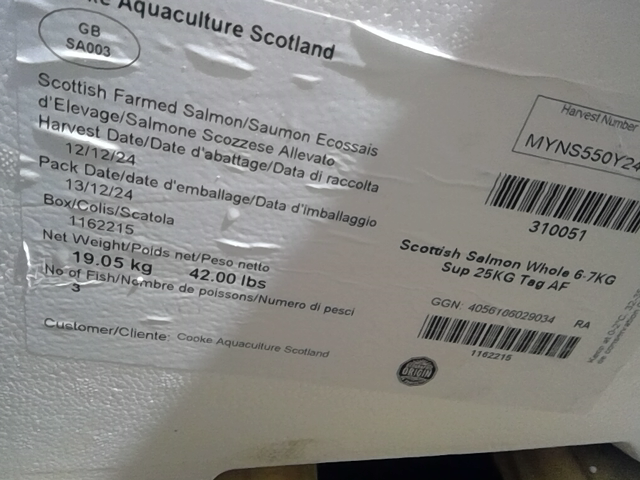 Aquaculture Scotland
GB
SA003
Scottish Farmed Salmon/Saumon Ecossais
d'Elevage/Salmone Scozzese Allevato
Harvest Date/Date d'abattage/Data di raccolta
12/12/24
Pack Date/date d'emballage/Data d'imballaggio
13/12/24
Box/Colis/Scatola
1162215
Net Weight/Poids net/Peso netto
19.05 kg 42.00 lbs
No of Fish/Nombre de poissons/Numero di pesci
3
Customer/Cliente: Cooke Aquaculture Scotland
Harvest Number
MYNS550Y24
310051
Scottish Salmon Whole 6-7KG
Sup 25KG Tag AF
GGN: 4056186029034 RA
1162215
ORIGIN